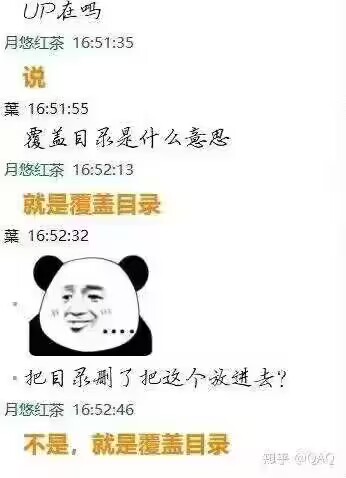 UP在吗
月悠红茶 16:51:35
说
葉 16:51:55
覆盖目录是什么意思
月悠红茶 16:52:13
就是覆盖目录
葉 16:52:32
....
把目录删了把这个放进去?
月悠红茶 16:52:46
不是，就是覆盖目录
知乎 @QAQ